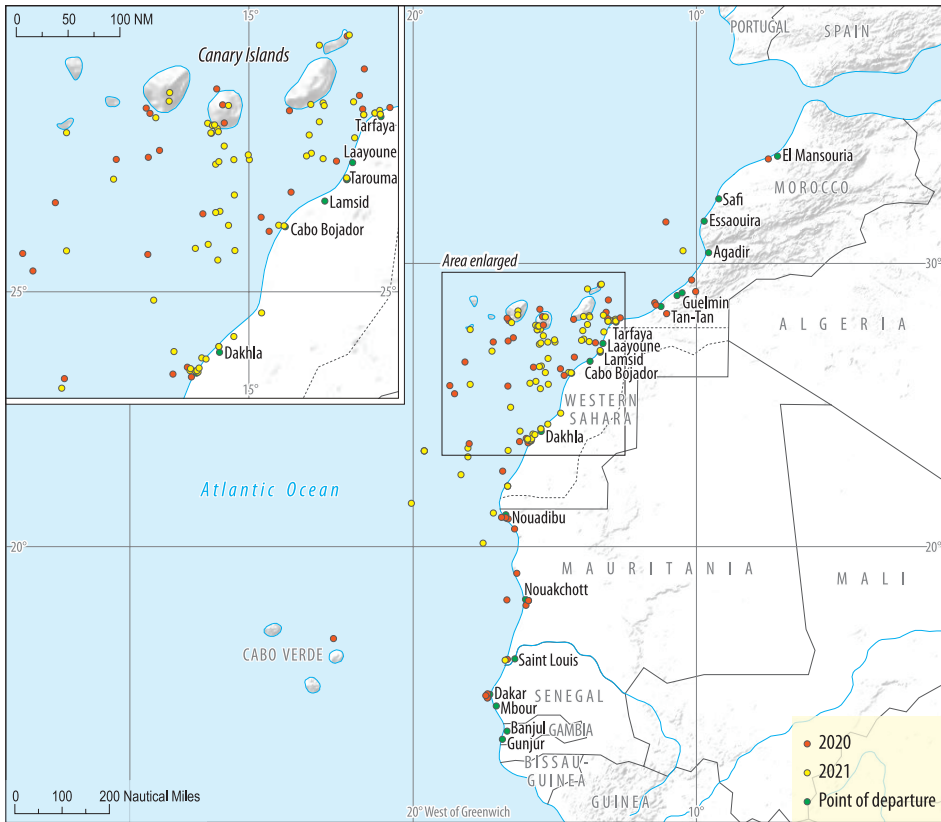 0 50 100 NM
15°
Canary Islands
Tarfaya
Laayoune
Tarouma
Lamsid
Cabo Bojador
25°
25°
Dakhla
15°
20°
10°
PORTUGAL
SPAIN
El Mansouria
MOROCCO
Safi
Essaouira
Agadir
30°
30°
Area enlarged
Guelmin
Tan-Tan
ALGERIA
Tarfaya
Laayoune
Lamsid
Cabo Bojador
WESTERN
SAHARA
Dakhla
Atlantic Ocean
Nouadibu
20°
20°
MAURITANIA
MALI
Nouakchott
CABO VERDE
Saint Louis
Dakar
SENEGAL
Mbour
Banjul
GAMBIA
Gunjur
BISSAU-
GUINEA
GUINEA
2020
2021
Point of departure
0 100 200 Nautical Miles
20° West of Greenwich
10°